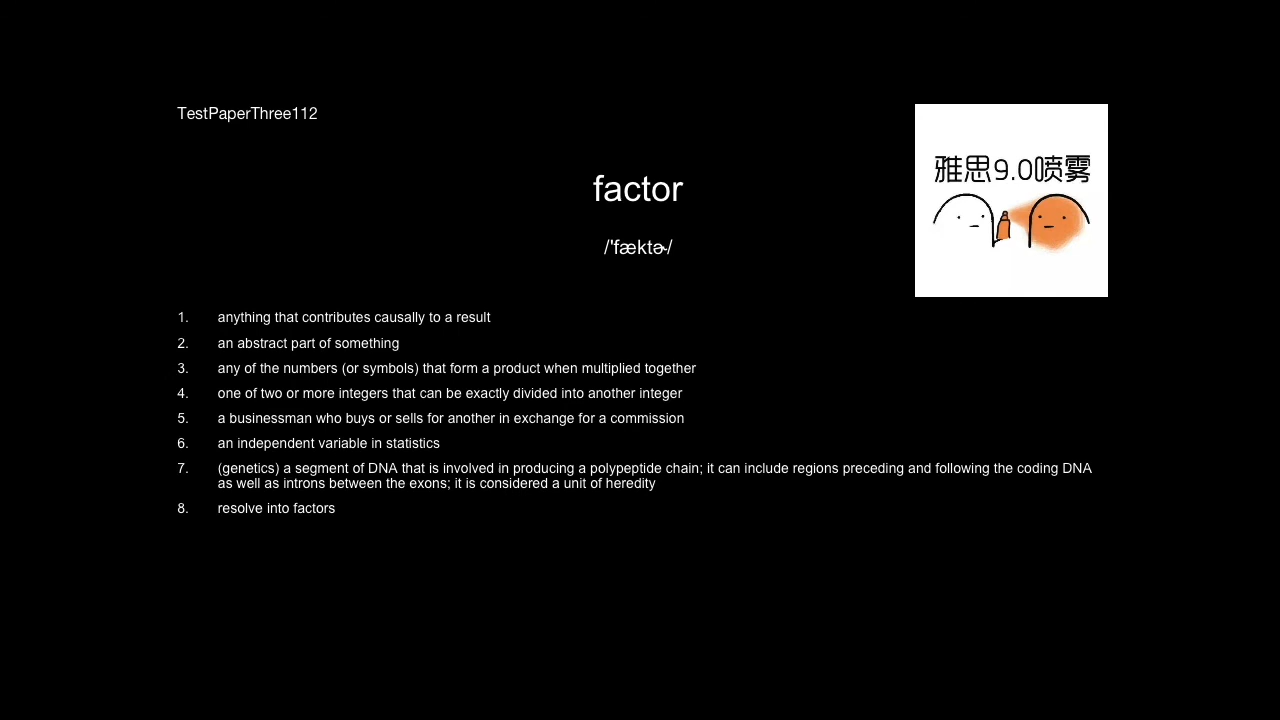 TestPaperThree112
雅思9.0喷雾
factor
/'fæktɚ/
1. anything that contributes causally to a result
2. an abstract part of something
3. any of the numbers (or symbols) that form a product when multiplied together
4. one of two or more integers that can be exactly divided into another integer
5. a businessman who buys or sells for another in exchange for a commission
6. an independent variable in statistics
7. (genetics) a segment of DNA that is involved in producing a polypeptide chain; it can include regions preceding and following the coding DNA
as well as introns between the exons; it is considered a unit of heredity
8. resolve into factors